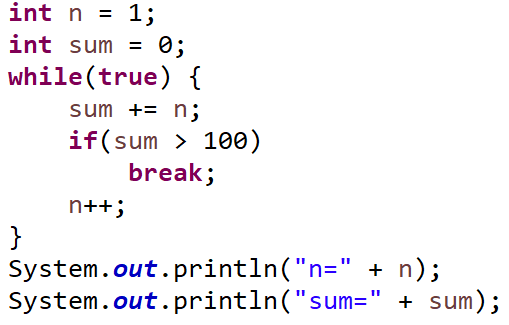 int n = 1;
int sum = 0;
while(true) {
    sum += n;
    if(sum > 100)
        break;
    n++;
}
System.out.println("n=" + n);
System.out.println("sum=" + sum);